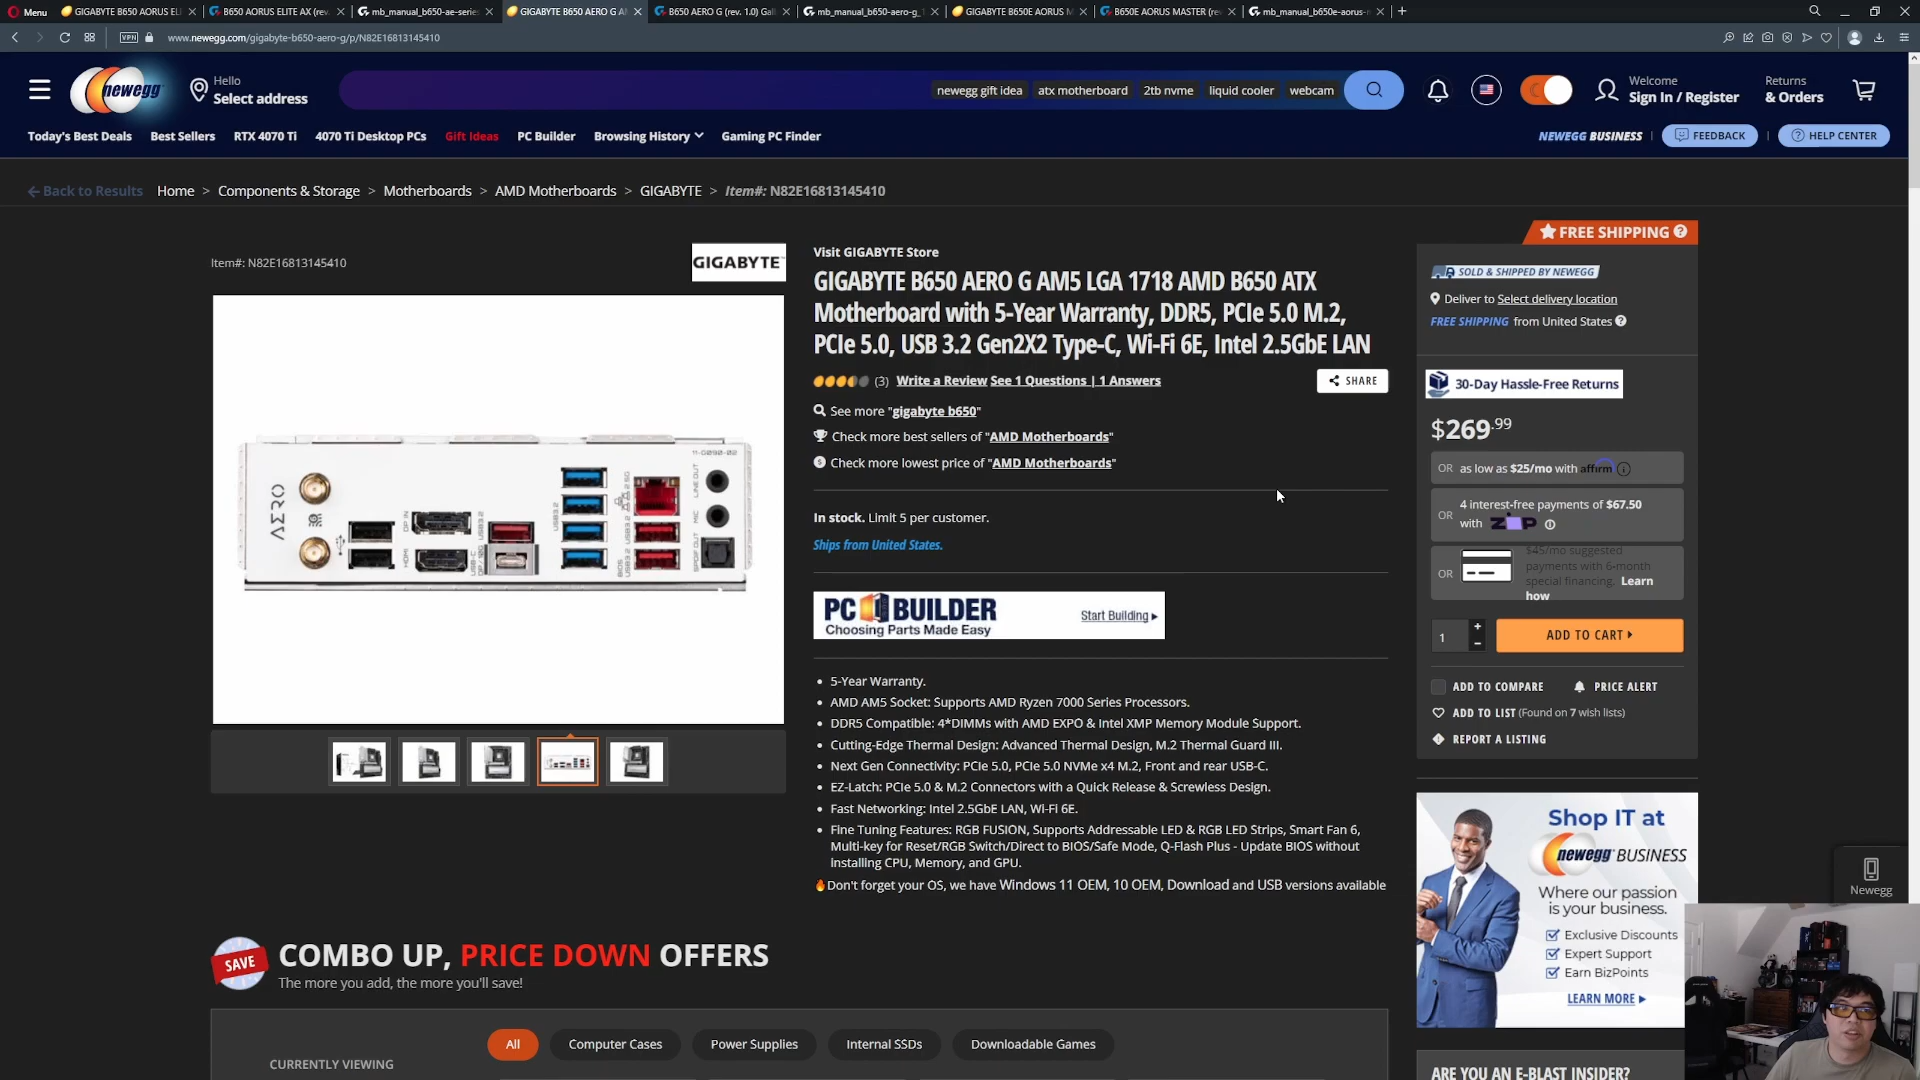 Menu
GIGABYTE B650 AORUS EL
B650 AORUS ELITE AX (rev.
mb_manual_b650-ae-series
GIGABYTE B650 AERO G A
B650 AERO G (rev. 1.0) Gal
mb_manual_b650-aero-g_1
GIGABYTE B650E AORUS M
B650E AORUS MASTER (re
mb_manual_b650e-aorus-
VPN
www.newegg.com/gigabyte-b650-aero-g/p/N82E16813145410
newegg
Hello
Select address
newegg gift idea
atx motherboard
2tb nvme
liquid cooler
webcam
Welcome
Sign In / Register
Returns
& Orders
Today's Best Deals
Best Sellers
RTX 4070 Ti
4070 Ti Desktop PCs
Gift Ideas
PC Builder
Browsing History
Gaming PC Finder
NEWEGG BUSINESS
FEEDBACK
HELP CENTER
Back to Results
Home > Components & Storage > Motherboards > AMD Motherboards > GIGABYTE > Item#: N82E16813145410
Item#: N82E16813145410
GIGABYTE
AERO
DP IN
HDMI
USB3.2
USB3.2
USB3.2
BIOS
LINE OUT
MIC
SPDIF OUT
11-G090-02
Visit GIGABYTE Store
GIGABYTE B650 AERO G AM5 LGA 1718 AMD B650 ATX
Motherboard with 5-Year Warranty, DDR5, PCIe 5.0 M.2,
PCIe 5.0, USB 3.2 Gen2X2 Type-C, Wi-Fi 6E, Intel 2.5GbE LAN
(3) Write a Review See 1 Questions | 1 Answers
SHARE
See more "gigabyte b650"
Check more best sellers of "AMD Motherboards"
Check more lowest price of "AMD Motherboards"
In stock. Limit 5 per customer.
Ships from United States.
PC BUILDER
Choosing Parts Made Easy
Start Building
• 5-Year Warranty.
• AMD AM5 Socket: Supports AMD Ryzen 7000 Series Processors.
• DDR5 Compatible: 4*DIMMs with AMD EXPO & Intel XMP Memory Module Support.
• Cutting-Edge Thermal Design: Advanced Thermal Design, M.2 Thermal Guard III.
• Next Gen Connectivity: PCIe 5.0, PCIe 5.0 NVMe x4 M.2, Front and rear USB-C.
• EZ-Latch: PCIe 5.0 & M.2 Connectors with a Quick Release & Screwless Design.
• Fast Networking: Intel 2.5GbE LAN, Wi-Fi 6E.
• Fine Tuning Features: RGB FUSION, Supports Addressable LED & RGB LED Strips, Smart Fan 6,
Multi-key for Reset/RGB Switch/Direct to BIOS/Safe Mode, Q-Flash Plus - Update BIOS without
Installing CPU, Memory, and GPU.
Don't forget your OS, we have Windows 11 OEM, 10 OEM, Download and USB versions available
FREE SHIPPING
SOLD & SHIPPED BY NEWEGG
Deliver to Select delivery location
FREE SHIPPING from United States
30-Day Hassle-Free Returns
$269.99
OR as low as $25/mo with affirm
OR 4 interest-free payments of $67.50
with ZIP
OR $45/mo suggested
payments with 6-month
special financing. Learn
how
1
+
-
ADD TO CART
ADD TO COMPARE
PRICE ALERT
ADD TO LIST (Found on 7 wish lists)
REPORT A LISTING
Shop IT at
newegg BUSINESS
Where our passion
is your business.
Exclusive Discounts
Expert Support
Earn BizPoints
LEARN MORE
Newegg
SAVE
COMBO UP, PRICE DOWN OFFERS
The more you add, the more you'll save!
CURRENTLY VIEWING
All
Computer Cases
Power Supplies
Internal SSDs
Downloadable Games
ARE YOU AN E-BLAST INSIDER?